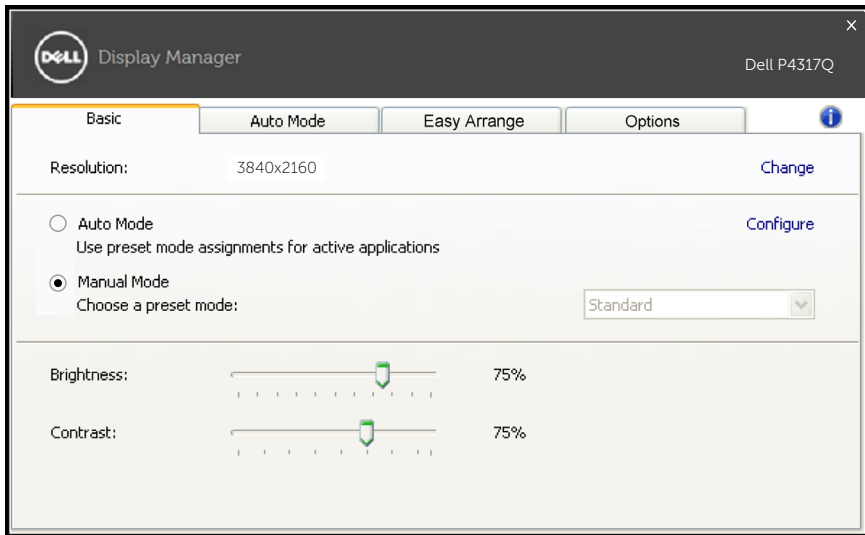 X
DELL Display Manager
Dell P4317Q
Basic Auto Mode Easy Arrange Options i
Resolution: 3840x2160 Change
Auto Mode Configure
Use preset mode assignments for active applications
Manual Mode
Choose a preset mode: Standard
Brightness: 75%
Contrast: 75%